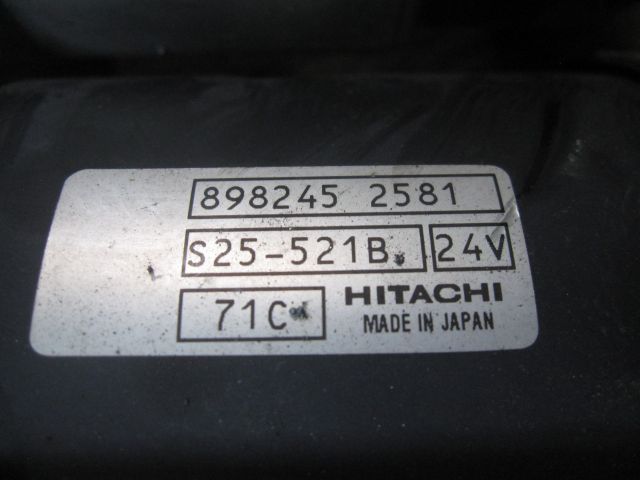 898245 2581
S25-521B 24V
71C HITACHI
MADE IN JAPAN